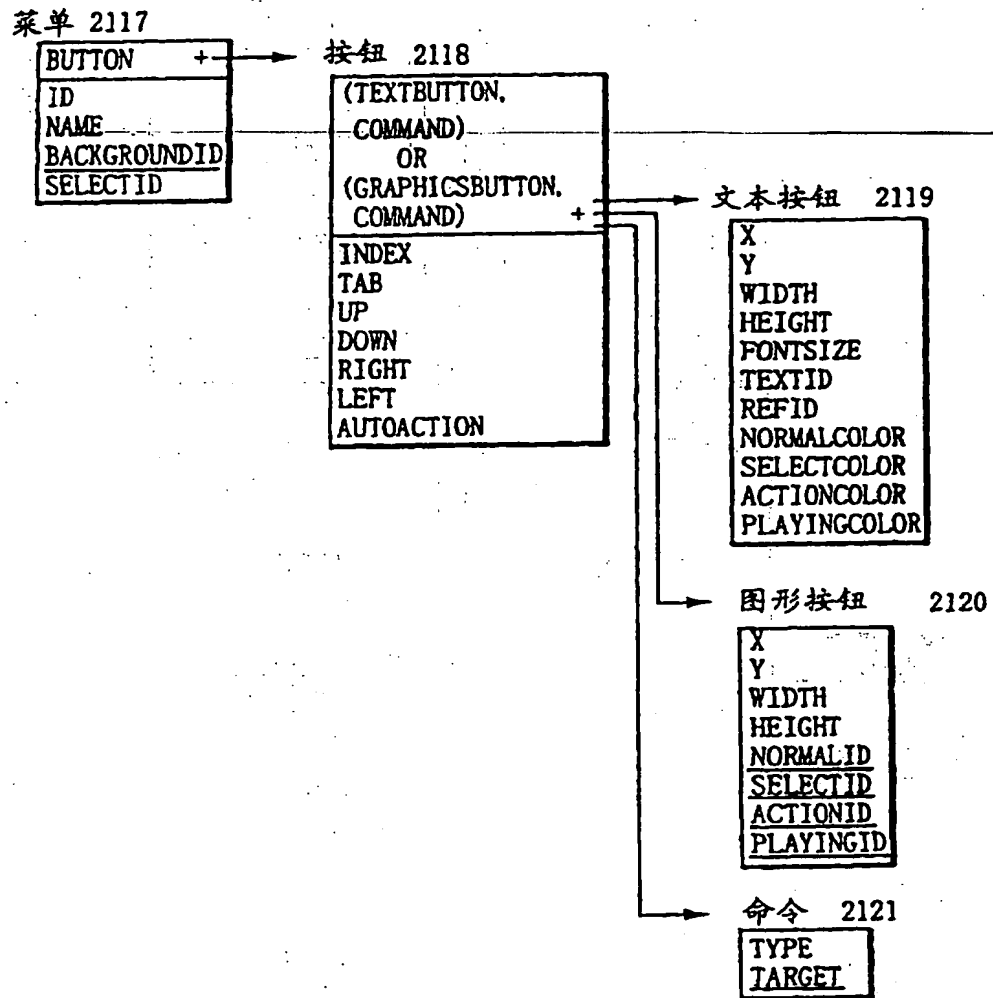 菜单 2117
BUTTON +
ID
NAME
BACKGROUNDID
SELECTID
按钮 2118
(TEXTBUTTON,
COMMAND)
OR
(GRAPHICSBUTTON,
COMMAND) +
INDEX
TAB
UP
DOWN
RIGHT
LEFT
AUTOACTION
文本按钮 2119
X
Y
WIDTH
HEIGHT
FONTSIZE
TEXTID
REFID
NORMALCOLOR
SELECTCOLOR
ACTIONCOLOR
PLAYINGCOLOR
图形按钮 2120
X
Y
WIDTH
HEIGHT
NORMALID
SELECTID
ACTIONID
PLAYINGID
命令 2121
TYPE
TARGET